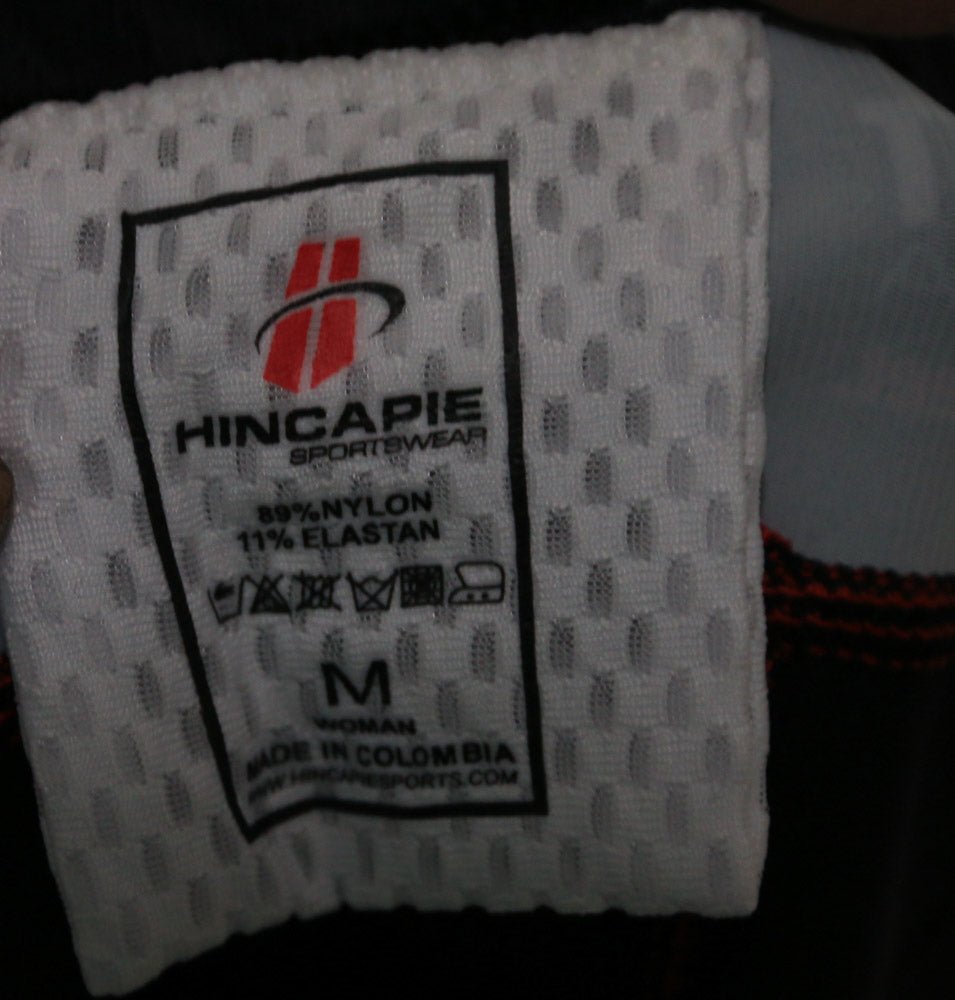 HINCAPIE
SPORTSWEAR
89%NYLON
11% ELASTAN
M
WOMAN
MADE IN COLOMBIA
WWW.HINCAPIESPORTS.COM